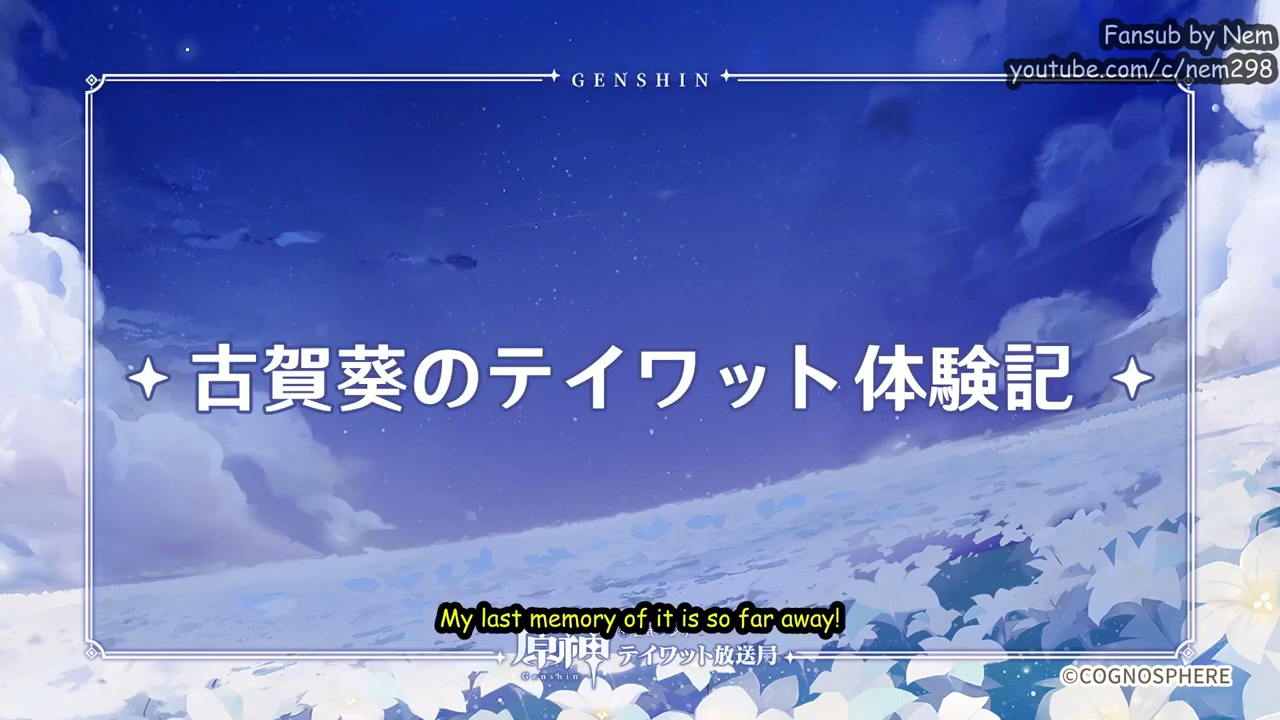 Fansub by Nem
youtube.com/c/nem298
GENSHIN
古賀葵のテイワット体験記
My last memory of it is so far away!
原神
テイワット放送局
Genshin
©COGNOSPHERE